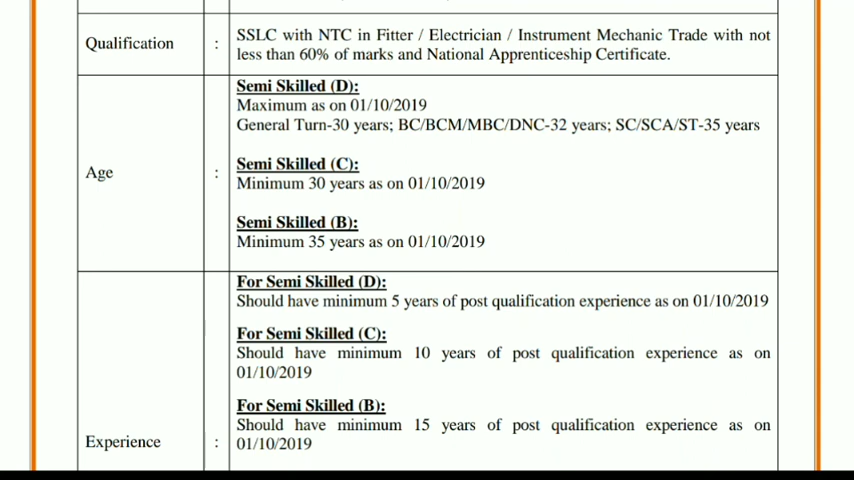 Qualification : SSLC with NTC in Fitter / Electrician / Instrument Mechanic Trade with not
less than 60% of marks and National Apprenticeship Certificate.
Age :
Semi Skilled (D):
Maximum as on 01/10/2019
General Turn-30 years; BC/BCM/MBC/DNC-32 years; SC/SCA/ST-35 years
Semi Skilled (C):
Minimum 30 years as on 01/10/2019
Semi Skilled (B):
Minimum 35 years as on 01/10/2019
Experience :
For Semi Skilled (D):
Should have minimum 5 years of post qualification experience as on 01/10/2019
For Semi Skilled (C):
Should have minimum 10 years of post qualification experience as on
01/10/2019
For Semi Skilled (B):
Should have minimum 15 years of post qualification experience as on
01/10/2019